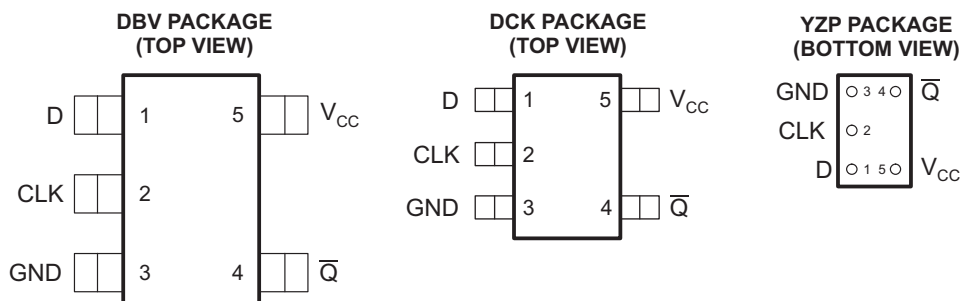 DBV PACKAGE
(TOP VIEW)
D 1 5 VCC
CLK 2
GND 3 4 Q̅
DCK PACKAGE
(TOP VIEW)
D 1 5 VCC
CLK 2
GND 3 4 Q̅
YZP PACKAGE
(BOTTOM VIEW)
GND 3 4 Q̅
CLK 2
D 1 5 VCC